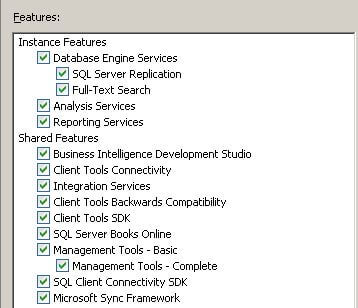 Features:
Instance Features
Database Engine Services
SQL Server Replication
Full-Text Search
Analysis Services
Reporting Services
Shared Features
Business Intelligence Development Studio
Client Tools Connectivity
Integration Services
Client Tools Backwards Compatibility
Client Tools SDK
SQL Server Books Online
Management Tools - Basic
Management Tools - Complete
SQL Client Connectivity SDK
Microsoft Sync Framework